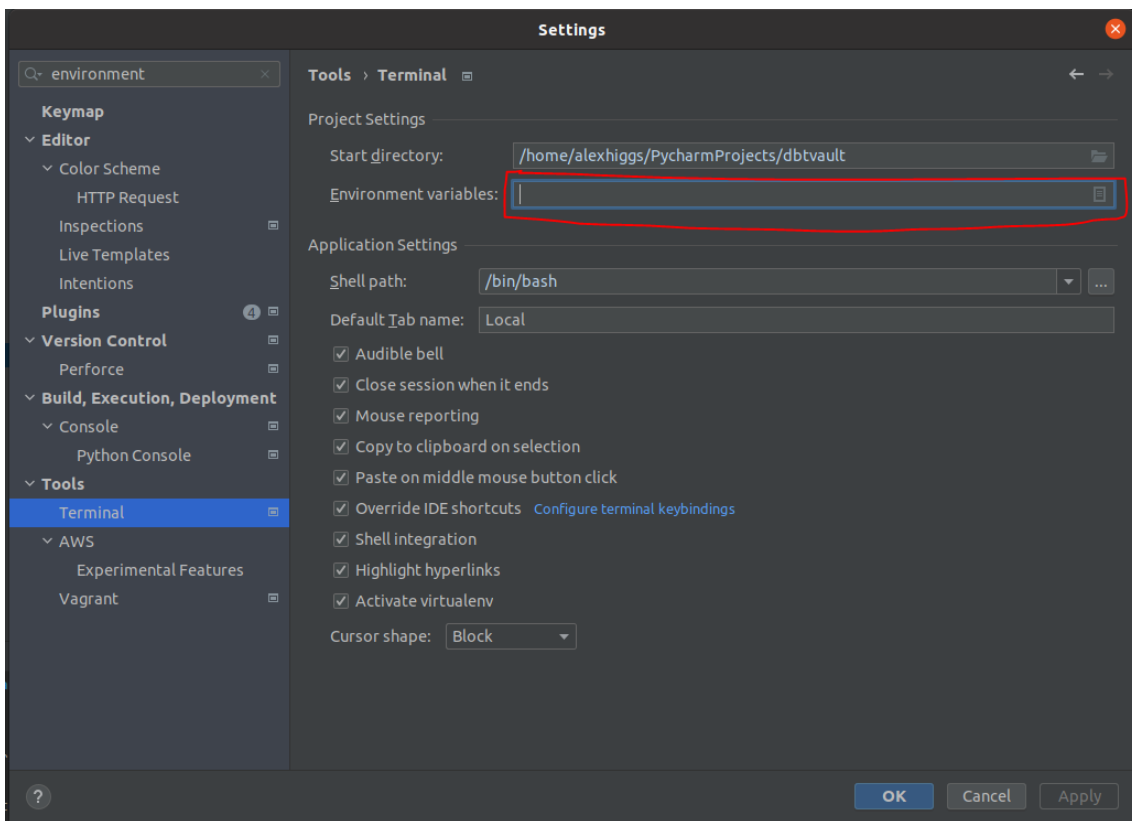 Settings
environment
Keymap
Editor
Color Scheme
HTTP Request
Inspections
Live Templates
Intentions
Plugins 4
Version Control
Perforce
Build, Execution, Deployment
Console
Python Console
Tools
Terminal
AWS
Experimental Features
Vagrant
Tools › Terminal
Project Settings
Start directory: /home/alexhiggs/PycharmProjects/dbtvault
Environment variables:
Application Settings
Shell path: /bin/bash ...
Default Tab name: Local
Audible bell
Close session when it ends
Mouse reporting
Copy to clipboard on selection
Paste on middle mouse button click
Override IDE shortcuts Configure terminal keybindings
Shell integration
Highlight hyperlinks
Activate virtualenv
Cursor shape: Block
? OK Cancel Apply